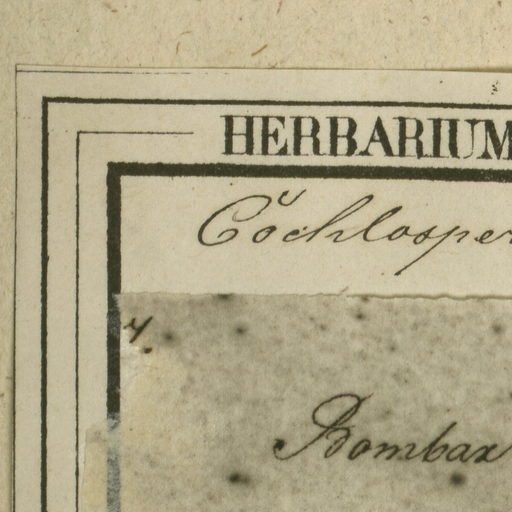 HERBARIUM
Cochlosper
4.
Bombax